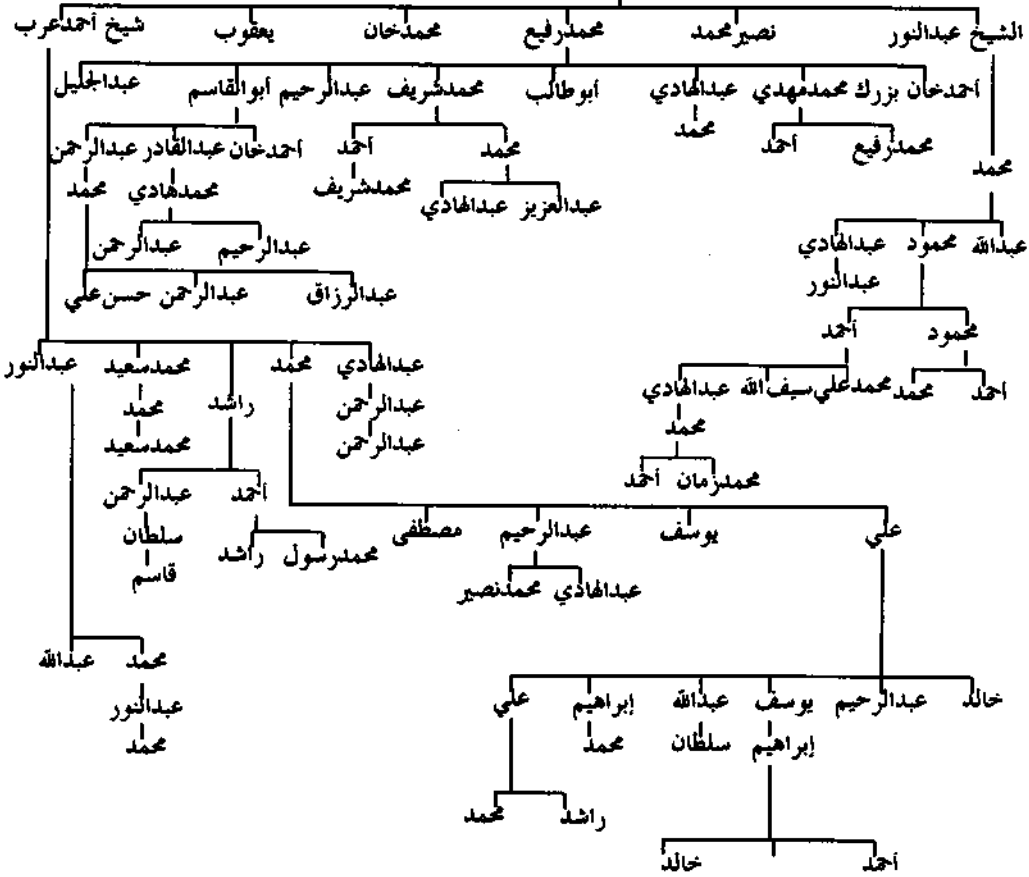 الشيخ عبدالنور نصيرمحمد محمدرفيع محمدخان يعقوب شيخ أحمدعرب
أحمدخان بزرك محمدمهدي عبدالهادي أبوطالب محمدشريف عبدالرحيم أبوالقاسم عبدالجليل
محمد
محمدرفيع أحمد محمد أحمد أحمدخان عبدالقادر عبدالرحمن
محمد
عبدالعزيز عبدالهادي محمدشريف محمدهادي محمد
عبدالله محمود عبدالهادي عبدالرحيم عبدالرحمن
عبدالنور عبدالرزاق عبدالرحمن حسن علي
محمود أحمد
عبدالهادي محمد محمدسعيد عبدالنور
أحمد محمد محمدعلي سيف الله عبدالهادي عبدالرحمن راشد محمد
محمد عبدالرحمن محمدسعيد
محمدزمان أحمد أحمد عبدالرحمن
علي يوسف عبدالرحيم مصطفى سلطان
محمدرسول راشد قاسم
عبدالهادي محمدنصير
محمد عبدالله
خالد عبدالرحيم يوسف عبدالله إبراهيم علي عبدالنور
إبراهيم سلطان محمد محمد
راشد محمد
أحمد خالد